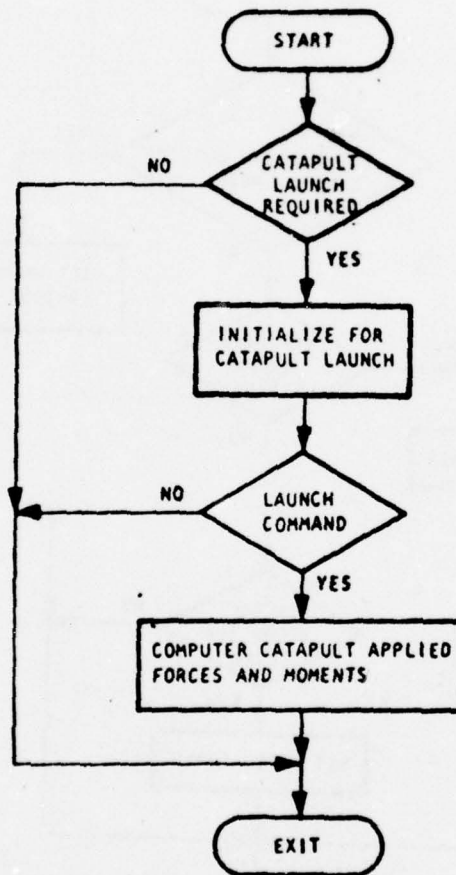 START
CATAPULT
LAUNCH
REQUIRED
NO
YES
INITIALIZE FOR
CATAPULT LAUNCH
LAUNCH
COMMAND
NO
YES
COMPUTER CATAPULT APPLIED
FORCES AND MOMENTS
EXIT